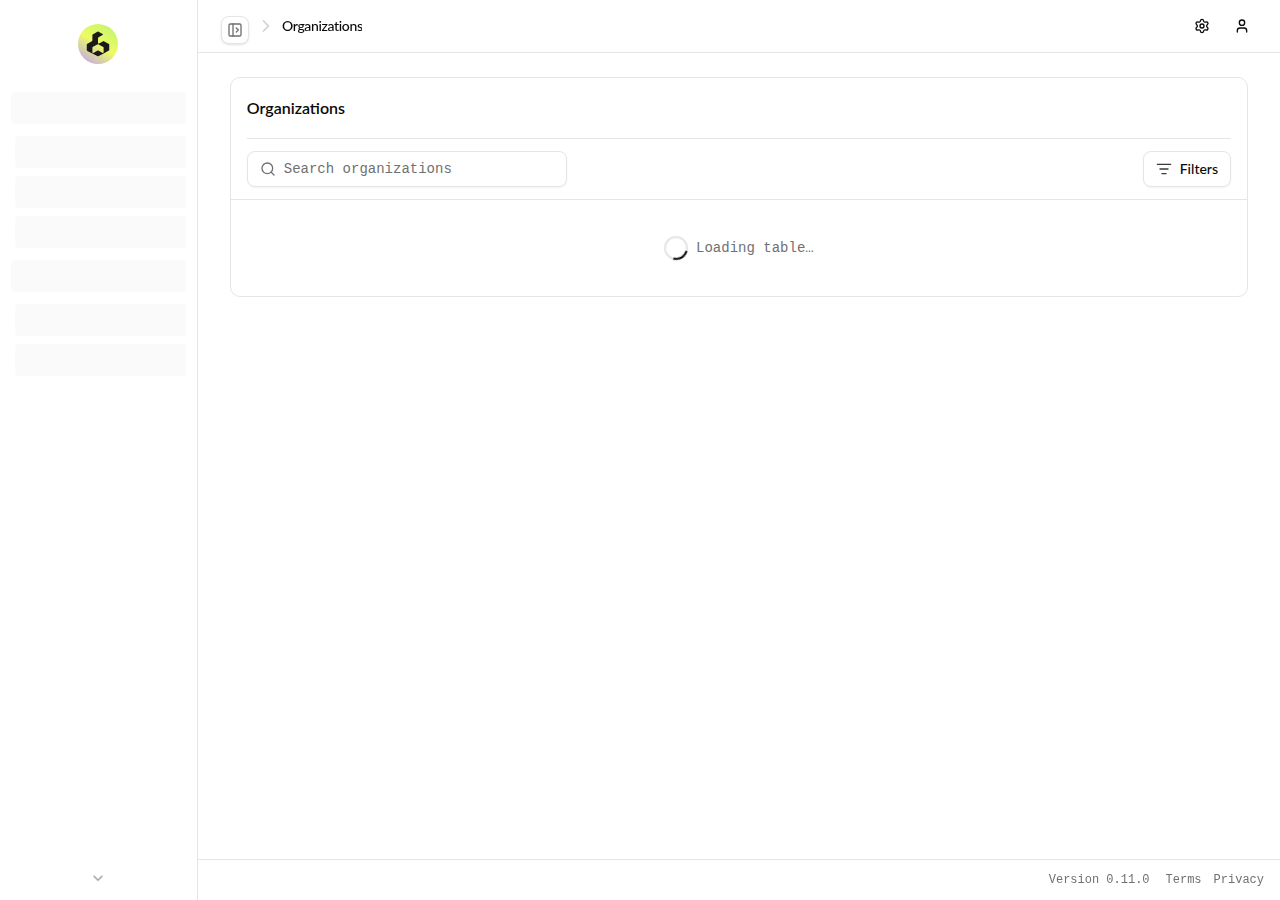 Organizations
Organizations
Search organizations
Filters
Loading table…
Version 0.11.0 Terms Privacy